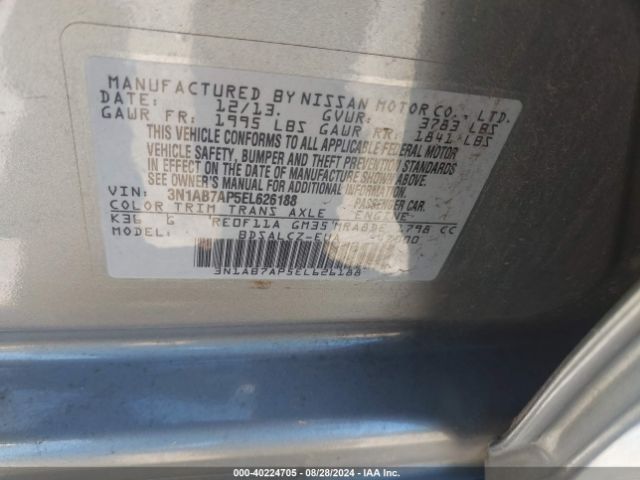 MANUFACTURED BY NISSAN MOTOR CO., LTD.
DATE: 12/13. GVWR: 3783 LBS
GAWR FR: 1995 LBS GAWR RR: 1841 LBS
THIS VEHICLE CONFORMS TO ALL APPLICABLE FEDERAL MOTOR
VEHICLE SAFETY, BUMPER AND THEFT PREVENTION STANDARDS
IN EFFECT ON THE DATE OF MANUFACTURE SHOWN ABOVE.
SEE OWNER'S MANUAL FOR ADDITIONAL INFORMATION.
VIN: 3N1AB7AP5EL626188 PASSENGER CAR.
COLOR TRIM TRANS AXLE ENGINE
K36 G RE0F11A GM35 MRA8DE 1798 CC
MODEL:
3N1AB7AP5EL626188
000-40224705 - 08/28/2024 - IAA Inc.